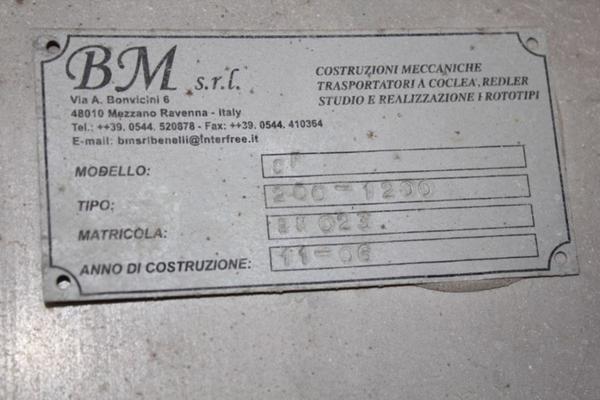 BM s.r.l.
Via A. Bonvicini 6
48010 Mezzano Ravenna - Italy
Tel.: ++39. 0544. 520878 - Fax: ++39. 0544. 410364
E-mail: bmsrlbenelli@interfree.it
COSTRUZIONI MECCANICHE
TRASPORTATORI A COCLEA, REDLER
STUDIO E REALIZZAZIONE PROTOTIPI
MODELLO:
TIPO: 200-1200
MATRICOLA: 023
ANNO DI COSTRUZIONE: 11-06